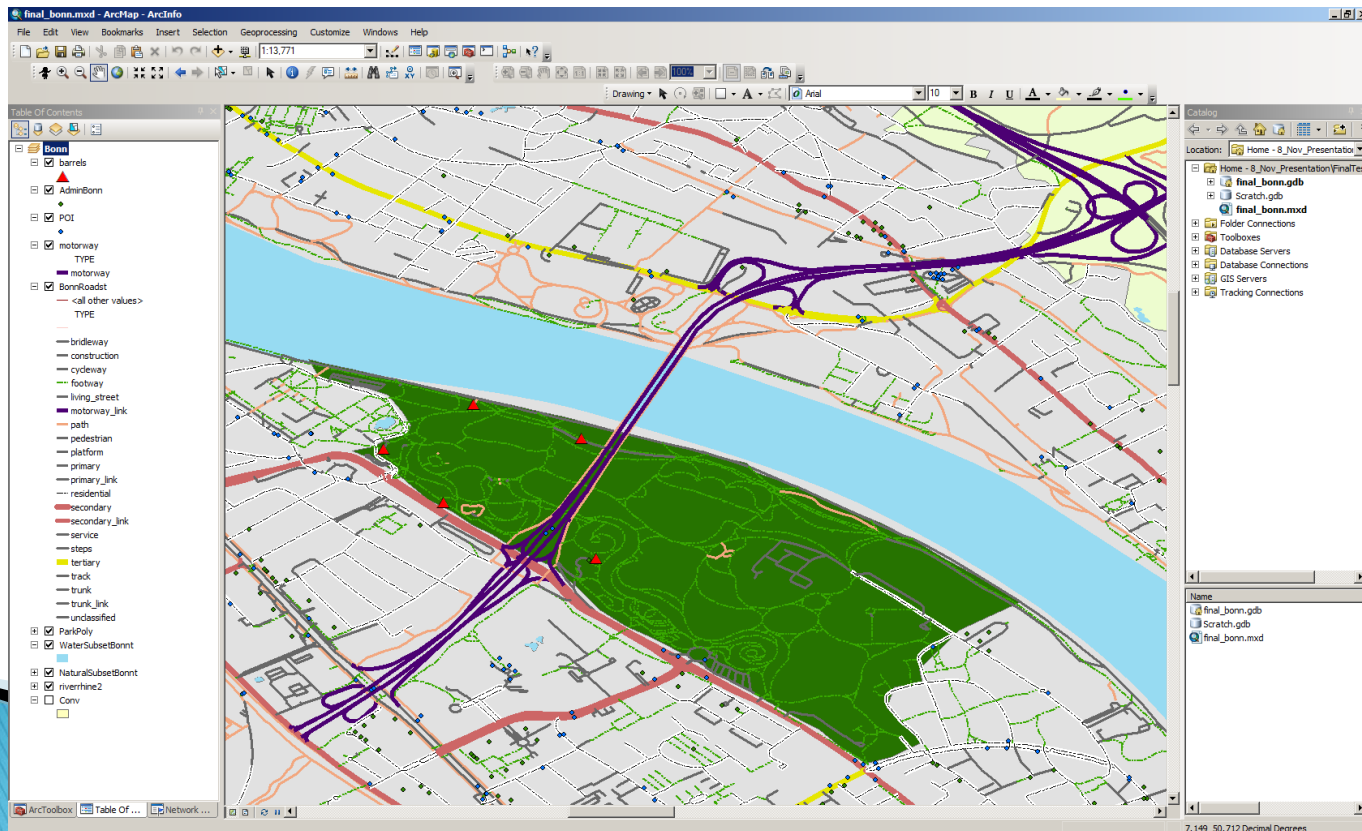 final_bonn.mxd - ArcMap - ArcInfo
File Edit View Bookmarks Insert Selection Geoprocessing Customize Windows Help
1:13,771
100%
Drawing A Arial 10 B I U A
Table Of Contents
Bonn
barrels
AdminBonn
POI
motorway
TYPE
motorway
BonnRoadst
<all other values>
TYPE
bridleway
construction
cycleway
footway
living_street
motorway_link
path
pedestrian
platform
primary
primary_link
residential
secondary
secondary_link
service
steps
tertiary
track
trunk
trunk_link
unclassified
ParkPoly
WaterSubsetBonnt
NaturalSubsetBonnt
riverrhine2
Conv
ArcToolbox Table Of ... Network ...
Catalog
Location: Home - 8_Nov_Presentation
Home - 8_Nov_Presentation\FinalTes
final_bonn.gdb
Scratch.gdb
final_bonn.mxd
Folder Connections
Toolboxes
Database Servers
Database Connections
GIS Servers
Tracking Connections
Name
final_bonn.gdb
Scratch.gdb
final_bonn.mxd
7,149 50,712 Decimal Degrees